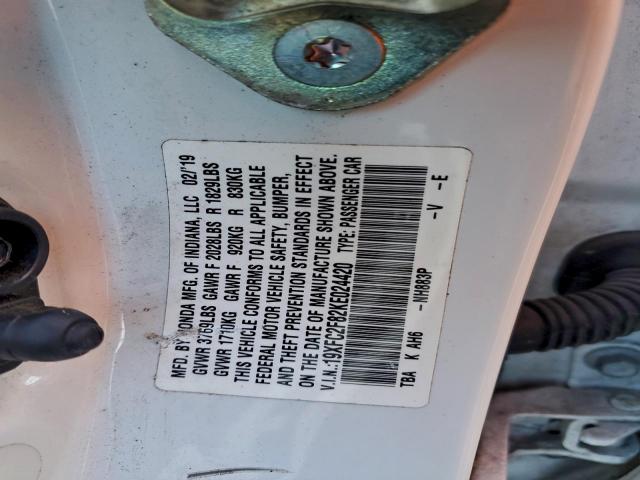 MFD. BY HONDA MFG. OF INDIANA, LLC 02/'19
GVWR 3769LBS GAWR F 2028LBS R 1829LBS
GVWR 1710KG GAWR F 920KG R 830KG
THIS VEHICLE CONFORMS TO ALL APPLICABLE
FEDERAL MOTOR VEHICLE SAFETY, BUMPER,
AND THEFT PREVENTION STANDARDS IN EFFECT
ON THE DATE OF MANUFACTURE SHOWN ABOVE.
V.I.N.:19XFC2F62KE024420 TYPE: PASSENGER CAR
TBA K AH6 -NH883P -V -E